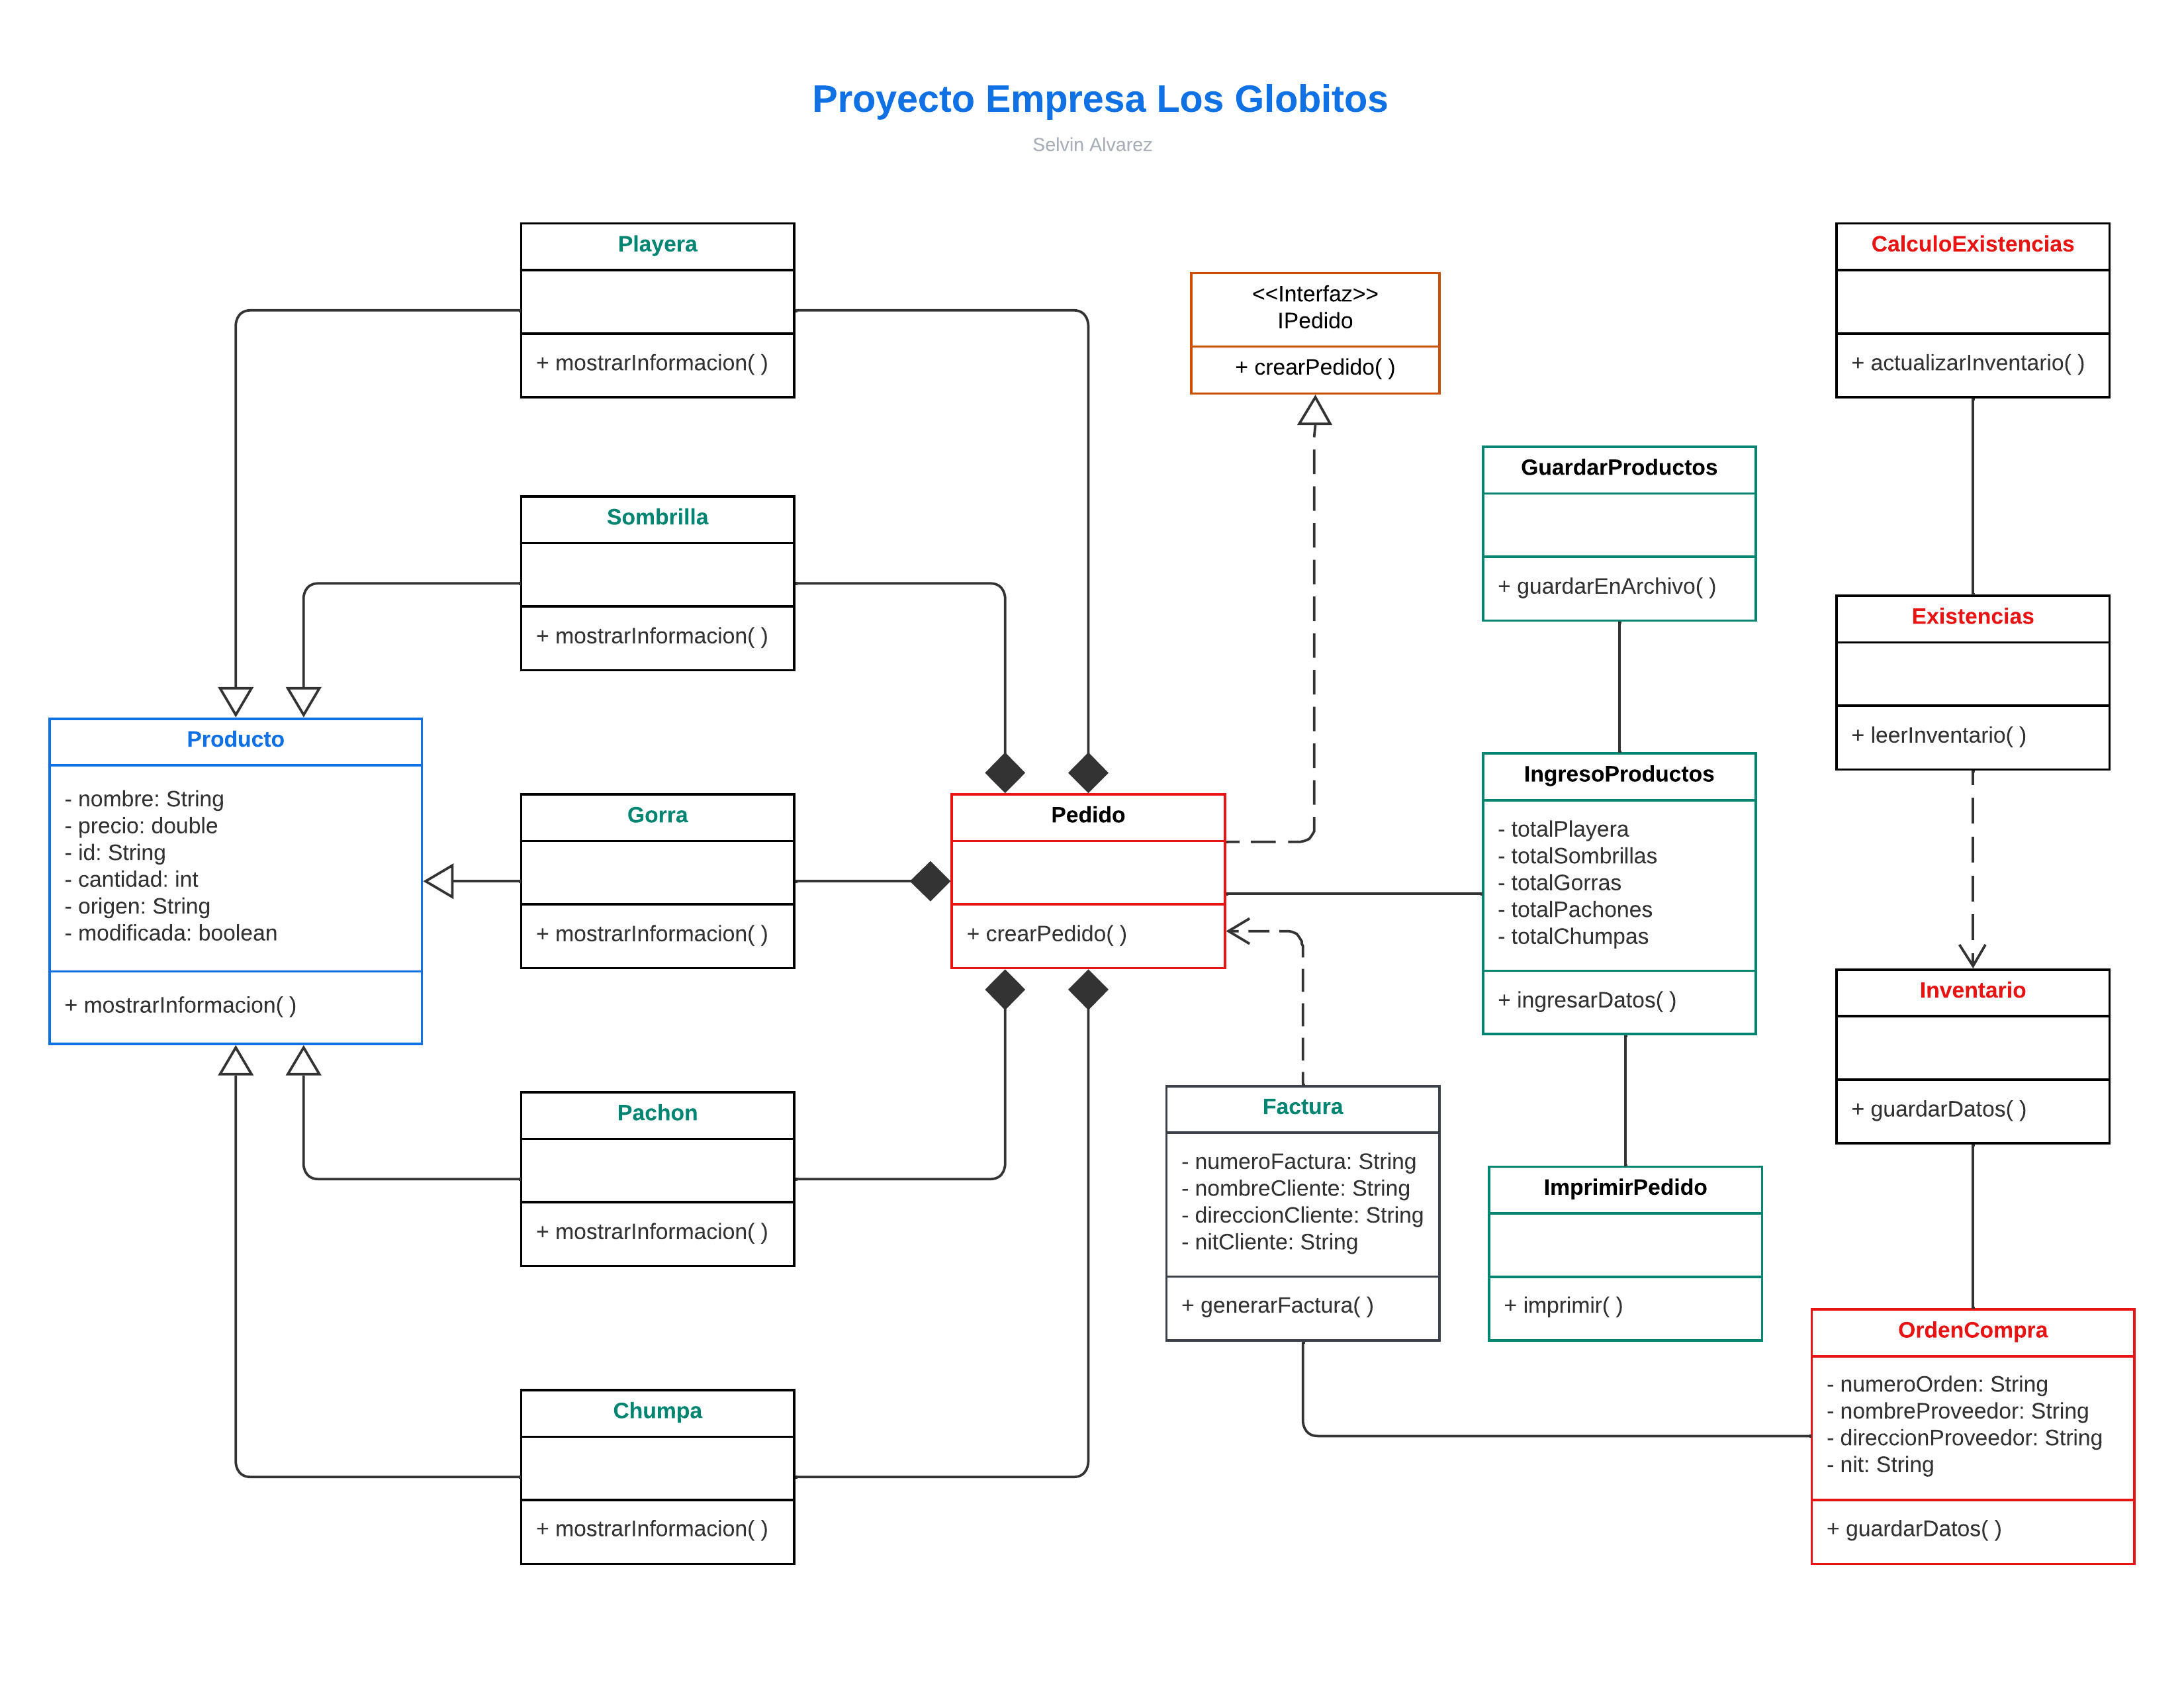 Proyecto Empresa Los Globitos
Selvin Alvarez
Playera
+ mostrarInformacion( )
Sombrilla
+ mostrarInformacion( )
Producto
- nombre: String
- precio: double
- id: String
- cantidad: int
- origen: String
- modificada: boolean
+ mostrarInformacion( )
Gorra
+ mostrarInformacion( )
Pachon
+ mostrarInformacion( )
Chumpa
+ mostrarInformacion( )
Pedido
+ crearPedido( )
<<Interfaz>>
IPedido
+ crearPedido( )
GuardarProductos
+ guardarEnArchivo( )
IngresoProductos
- totalPlayera
- totalSombrillas
- totalGorras
- totalPachones
- totalChumpas
+ ingresarDatos( )
Factura
- numeroFactura: String
- nombreCliente: String
- direccionCliente: String
- nitCliente: String
+ generarFactura( )
ImprimirPedido
+ imprimir( )
CalculoExistencias
+ actualizarInventario( )
Existencias
+ leerInventario( )
Inventario
+ guardarDatos( )
OrdenCompra
- numeroOrden: String
- nombreProveedor: String
- direccionProveedor: String
- nit: String
+ guardarDatos( )